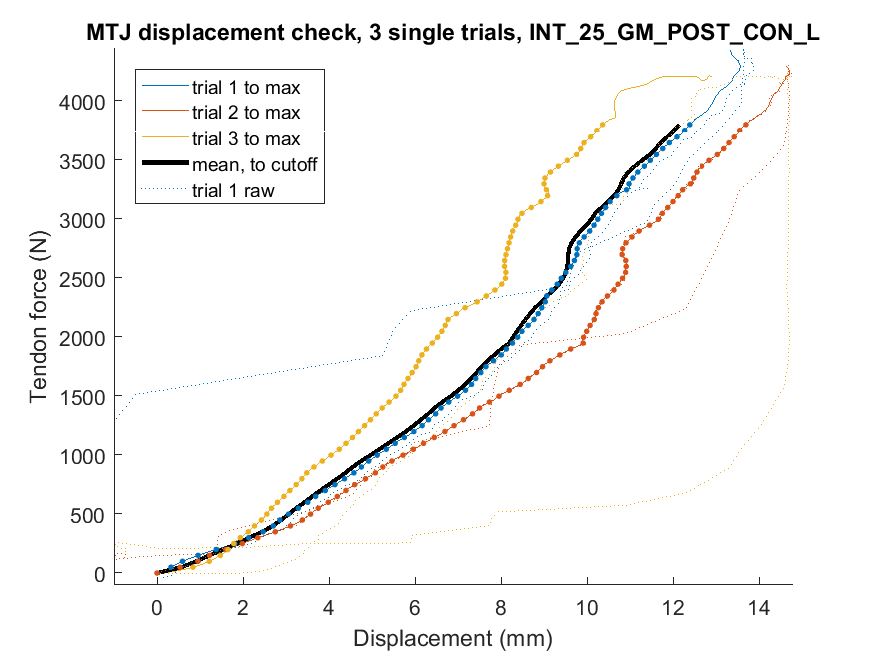 MTJ displacement check, 3 single trials, INT_25_GM_POST_CON_L
trial 1 to max
trial 2 to max
trial 3 to max
mean, to cutoff
trial 1 raw
Tendon force (N)
4000
3500
3000
2500
2000
1500
1000
500
0
0 2 4 6 8 10 12 14
Displacement (mm)